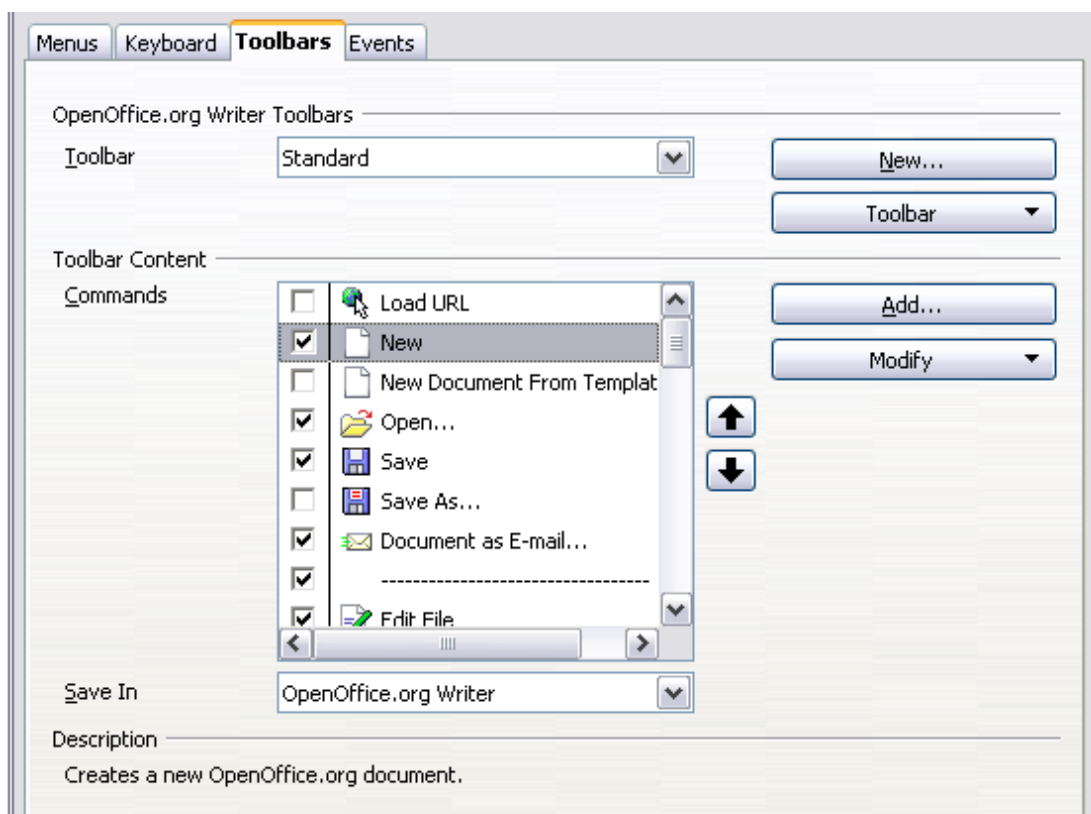 Menus Keyboard Toolbars Events
OpenOffice.org Writer Toolbars
Toolbar Standard New...
Toolbar
Toolbar Content
Commands Load URL Add...
New
Modify
New Document From Templat
Open...
Save
Save As...
Document as E-mail...
---------------------------------
Edit File
Save In OpenOffice.org Writer
Description
Creates a new OpenOffice.org document.